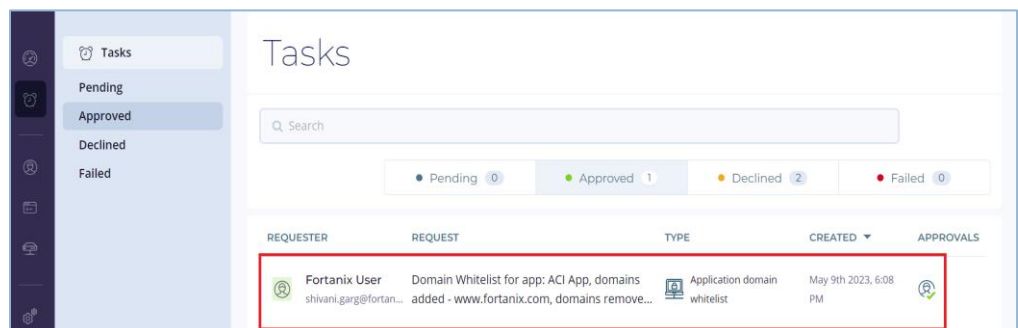 Tasks
Pending
Approved
Declined
Failed
Tasks
Search
Pending 0
Approved 1
Declined 2
Failed 0
REQUESTER REQUEST TYPE CREATED APPROVALS
Fortanix User Domain Whitelist for app: ACI App, domains Application domain May 9th 2023, 6:08
shivani.garg@fortan... added - www.fortanix.com, domains remove... whitelist PM